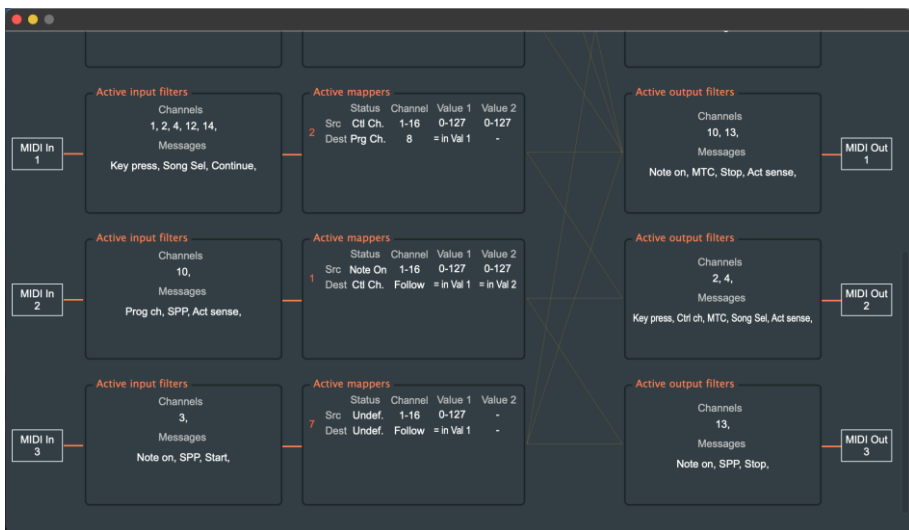 Active input filters
Channels
1, 2, 4, 12, 14,
Messages
Key press, Song Sel, Continue,
MIDI In
1
Active mappers
Status Channel Value 1 Value 2
2
Src Ctl Ch. 1-16 0-127 0-127
Dest Prg Ch. 8 = in Val 1 -
Active output filters
Channels
10, 13,
Messages
Note on, MTC, Stop, Act sense,
MIDI Out
1
Active input filters
Channels
10,
Messages
Prog ch, SPP, Act sense,
MIDI In
2
Active mappers
Status Channel Value 1 Value 2
1
Src Note On 1-16 0-127 0-127
Dest Ctl Ch. Follow = in Val 1 = in Val 2
Active output filters
Channels
2, 4,
Messages
Key press, Ctrl ch, MTC, Song Sel, Act sense,
MIDI Out
2
Active input filters
Channels
3,
Messages
Note on, SPP, Start,
MIDI In
3
Active mappers
Status Channel Value 1 Value 2
7
Src Undef. 1-16 0-127 -
Dest Undef. Follow = in Val 1 -
Active output filters
Channels
13,
Messages
Note on, SPP, Stop,
MIDI Out
3